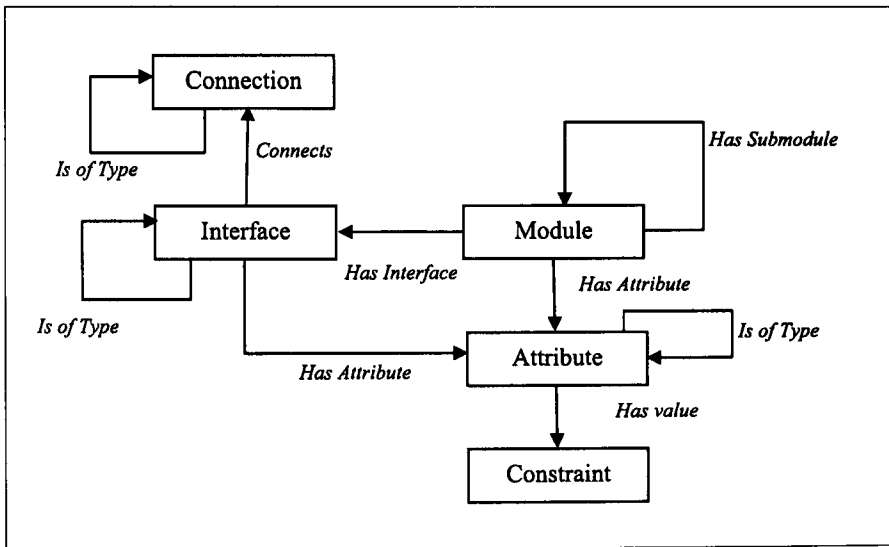 Connection
Has Submodule
Connects
Is of Type
Interface
Module
Has Interface
Has Attribute
Is of Type
Is of Type
Attribute
Has Attribute
Has value
Constraint